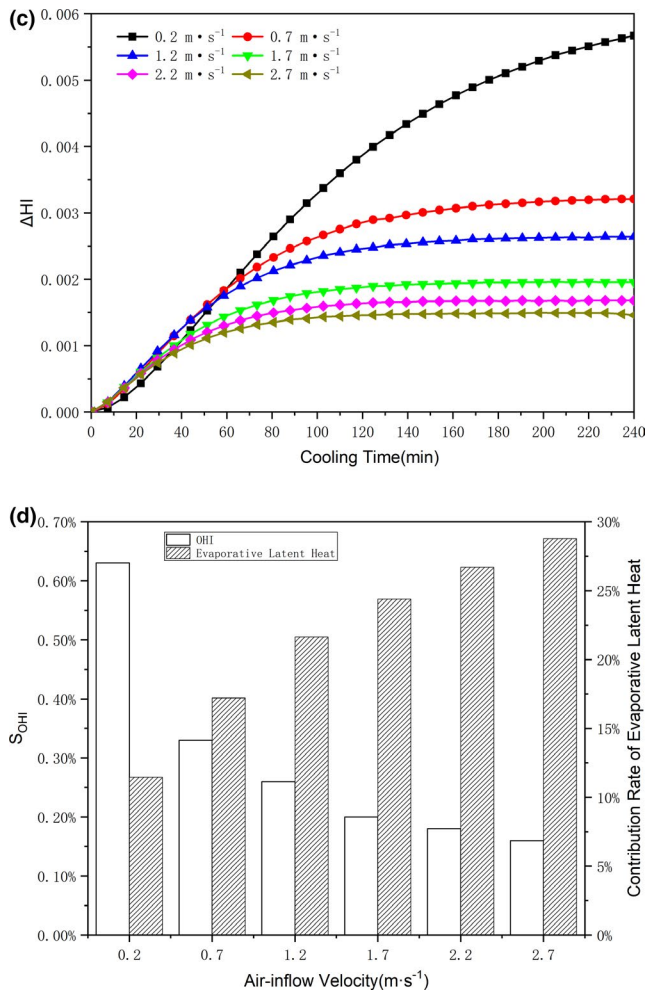 (c)
0.006
0.005
0.004
0.003
0.002
0.001
0.000
ΔHI
0.2 m·s⁻¹ 0.7 m·s⁻¹
1.2 m·s⁻¹ 1.7 m·s⁻¹
2.2 m·s⁻¹ 2.7 m·s⁻¹
0 20 40 60 80 100 120 140 160 180 200 220 240
Cooling Time(min)
(d)
0.70%
0.60%
0.50%
0.40%
0.30%
0.20%
0.10%
0.00%
S_OHI
OHI
Evaporative Latent Heat
30%
25%
20%
15%
10%
5%
0%
Contribution Rate of Evaporative Latent Heat
0.2 0.7 1.2 1.7 2.2 2.7
Air-inflow Velocity(m·s⁻¹)